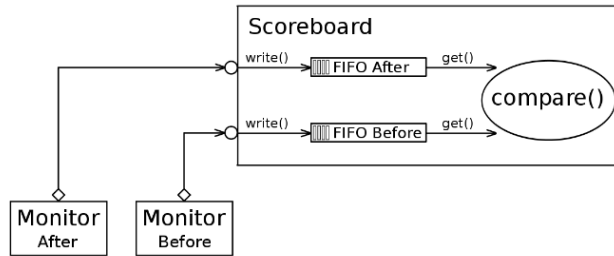 Scoreboard
write() FIFO After get()
compare()
write() FIFO Before get()
Monitor
After
Monitor
Before